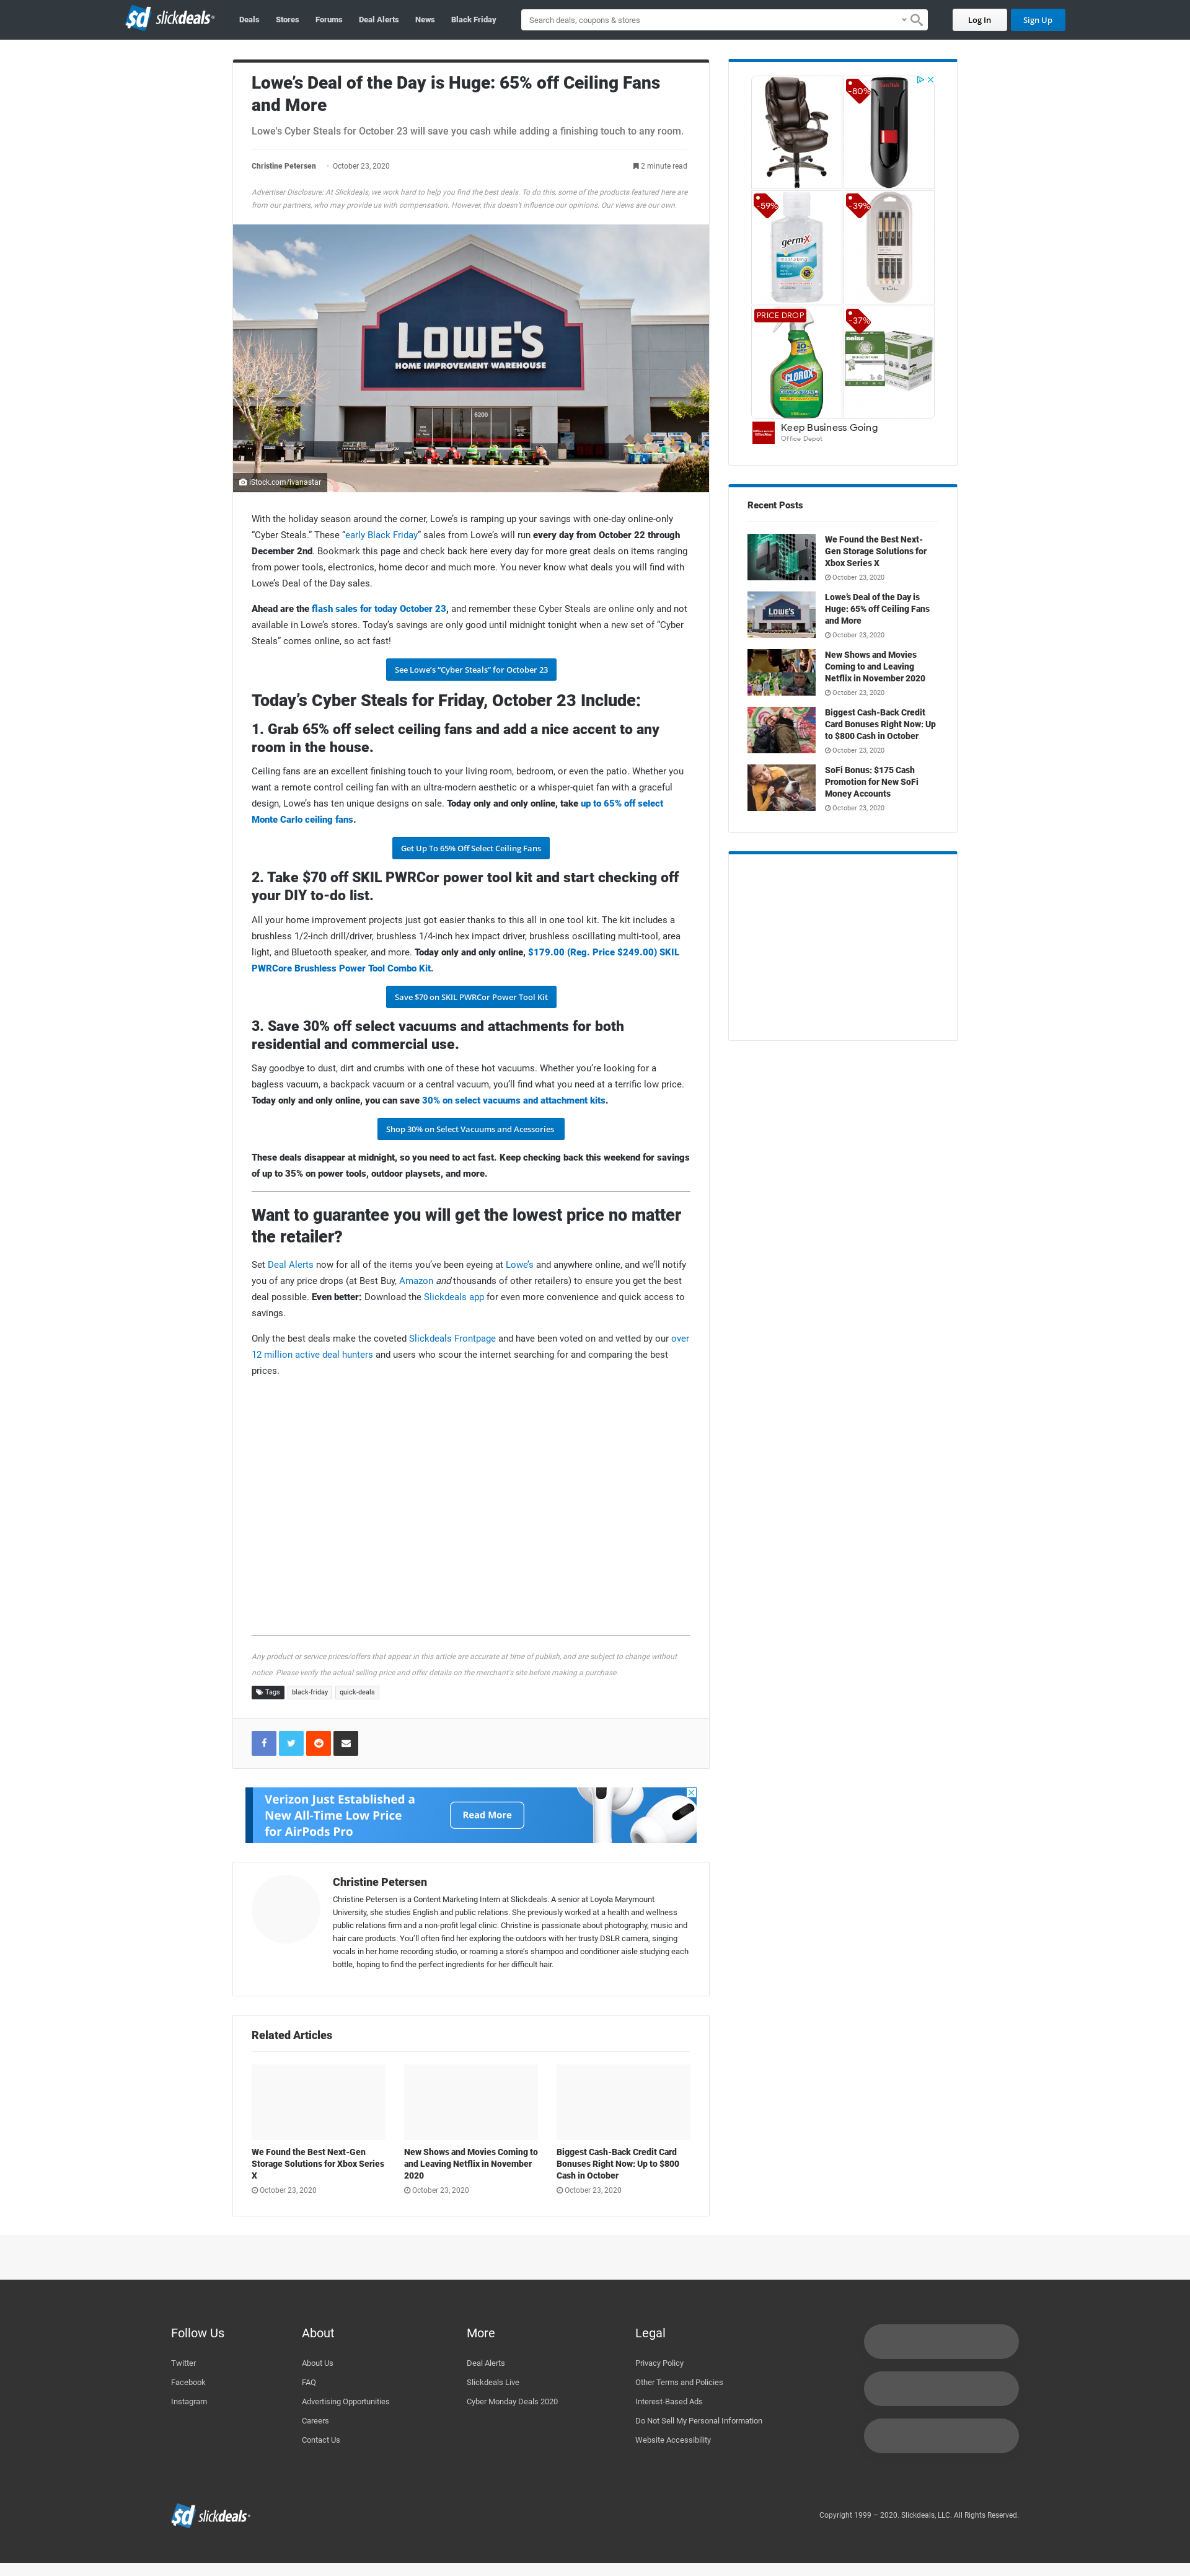 slickdeals
Deals
Stores
Forums
Deal Alerts
News
Black Friday
Search deals, coupons & stores
Log In
Sign Up
Lowe’s Deal of the Day is Huge: 65% off Ceiling Fans
and More
Lowe's Cyber Steals for October 23 will save you cash while adding a finishing touch to any room.
Christine Petersen · October 23, 2020
2 minute read
Advertiser Disclosure: At Slickdeals, we work hard to help you find the best deals. To do this, some of the products featured here are
from our partners, who may provide us with compensation. However, this doesn't influence our opinions. Our views are our own.
LOWE'S
HOME IMPROVEMENT WAREHOUSE
6200
iStock.com/ivanastar
With the holiday season around the corner, Lowe’s is ramping up your savings with one-day online-only
“Cyber Steals.” These “early Black Friday” sales from Lowe’s will run every day from October 22 through
December 2nd. Bookmark this page and check back here every day for more great deals on items ranging
from power tools, electronics, home decor and much more. You never know what deals you will find with
Lowe’s Deal of the Day sales.
Ahead are the flash sales for today October 23, and remember these Cyber Steals are online only and not
available in Lowe’s stores. Today’s savings are only good until midnight tonight when a new set of “Cyber
Steals” comes online, so act fast!
See Lowe’s “Cyber Steals” for October 23
Today’s Cyber Steals for Friday, October 23 Include:
1. Grab 65% off select ceiling fans and add a nice accent to any
room in the house.
Ceiling fans are an excellent finishing touch to your living room, bedroom, or even the patio. Whether you
want a remote control ceiling fan with an ultra-modern aesthetic or a whisper-quiet fan with a graceful
design, Lowe’s has ten unique designs on sale. Today only and only online, take up to 65% off select
Monte Carlo ceiling fans.
Get Up To 65% Off Select Ceiling Fans
2. Take $70 off SKIL PWRCor power tool kit and start checking off
your DIY to-do list.
All your home improvement projects just got easier thanks to this all in one tool kit. The kit includes a
brushless 1/2-inch drill/driver, brushless 1/4-inch hex impact driver, brushless oscillating multi-tool, area
light, and Bluetooth speaker, and more. Today only and only online, $179.00 (Reg. Price $249.00) SKIL
PWRCore Brushless Power Tool Combo Kit.
Save $70 on SKIL PWRCor Power Tool Kit
3. Save 30% off select vacuums and attachments for both
residential and commercial use.
Say goodbye to dust, dirt and crumbs with one of these hot vacuums. Whether you’re looking for a
bagless vacuum, a backpack vacuum or a central vacuum, you’ll find what you need at a terrific low price.
Today only and only online, you can save 30% on select vacuums and attachment kits.
Shop 30% on Select Vacuums and Acessories
These deals disappear at midnight, so you need to act fast. Keep checking back this weekend for savings
of up to 35% on power tools, outdoor playsets, and more.
Want to guarantee you will get the lowest price no matter
the retailer?
Set Deal Alerts now for all of the items you’ve been eyeing at Lowe’s and anywhere online, and we’ll notify
you of any price drops (at Best Buy, Amazon and thousands of other retailers) to ensure you get the best
deal possible. Even better: Download the Slickdeals app for even more convenience and quick access to
savings.
Only the best deals make the coveted Slickdeals Frontpage and have been voted on and vetted by our over
12 million active deal hunters and users who scour the internet searching for and comparing the best
prices.
Any product or service prices/offers that appear in this article are accurate at time of publish, and are subject to change without
notice. Please verify the actual selling price and offer details on the merchant's site before making a purchase.
Tags
black-friday
quick-deals
Verizon Just Established a
New All-Time Low Price
for AirPods Pro
Read More
Christine Petersen
Christine Petersen is a Content Marketing Intern at Slickdeals. A senior at Loyola Marymount
University, she studies English and public relations. She previously worked at a health and wellness
public relations firm and a non-profit legal clinic. Christine is passionate about photography, music and
hair care products. You’ll often find her exploring the outdoors with her trusty DSLR camera, singing
vocals in her home recording studio, or roaming a store’s shampoo and conditioner aisle studying each
bottle, hoping to find the perfect ingredients for her difficult hair.
Related Articles
We Found the Best Next-Gen
Storage Solutions for Xbox Series
X
October 23, 2020
New Shows and Movies Coming to
and Leaving Netflix in November
2020
October 23, 2020
Biggest Cash-Back Credit Card
Bonuses Right Now: Up to $800
Cash in October
October 23, 2020
-80%
-59%
germ-x
-39%
PRICE DROP
CLOROX
-37%
Keep Business Going
Office Depot
Recent Posts
We Found the Best Next-
Gen Storage Solutions for
Xbox Series X
October 23, 2020
Lowe’s Deal of the Day is
Huge: 65% off Ceiling Fans
and More
October 23, 2020
New Shows and Movies
Coming to and Leaving
Netflix in November 2020
October 23, 2020
Biggest Cash-Back Credit
Card Bonuses Right Now: Up
to $800 Cash in October
October 23, 2020
SoFi Bonus: $175 Cash
Promotion for New SoFi
Money Accounts
October 23, 2020
Follow Us
Twitter
Facebook
Instagram
About
About Us
FAQ
Advertising Opportunities
Careers
Contact Us
More
Deal Alerts
Slickdeals Live
Cyber Monday Deals 2020
Legal
Privacy Policy
Other Terms and Policies
Interest-Based Ads
Do Not Sell My Personal Information
Website Accessibility
slickdeals
Copyright 1999 – 2020. Slickdeals, LLC. All Rights Reserved.